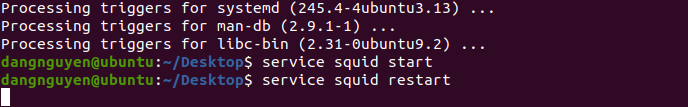 Processing triggers for systemd (245.4-4ubuntu3.13) ...
Processing triggers for man-db (2.9.1-1) ...
Processing triggers for libc-bin (2.31-0ubuntu9.2) ...
dangnguyen@ubuntu:~/Desktop$ service squid start
dangnguyen@ubuntu:~/Desktop$ service squid restart